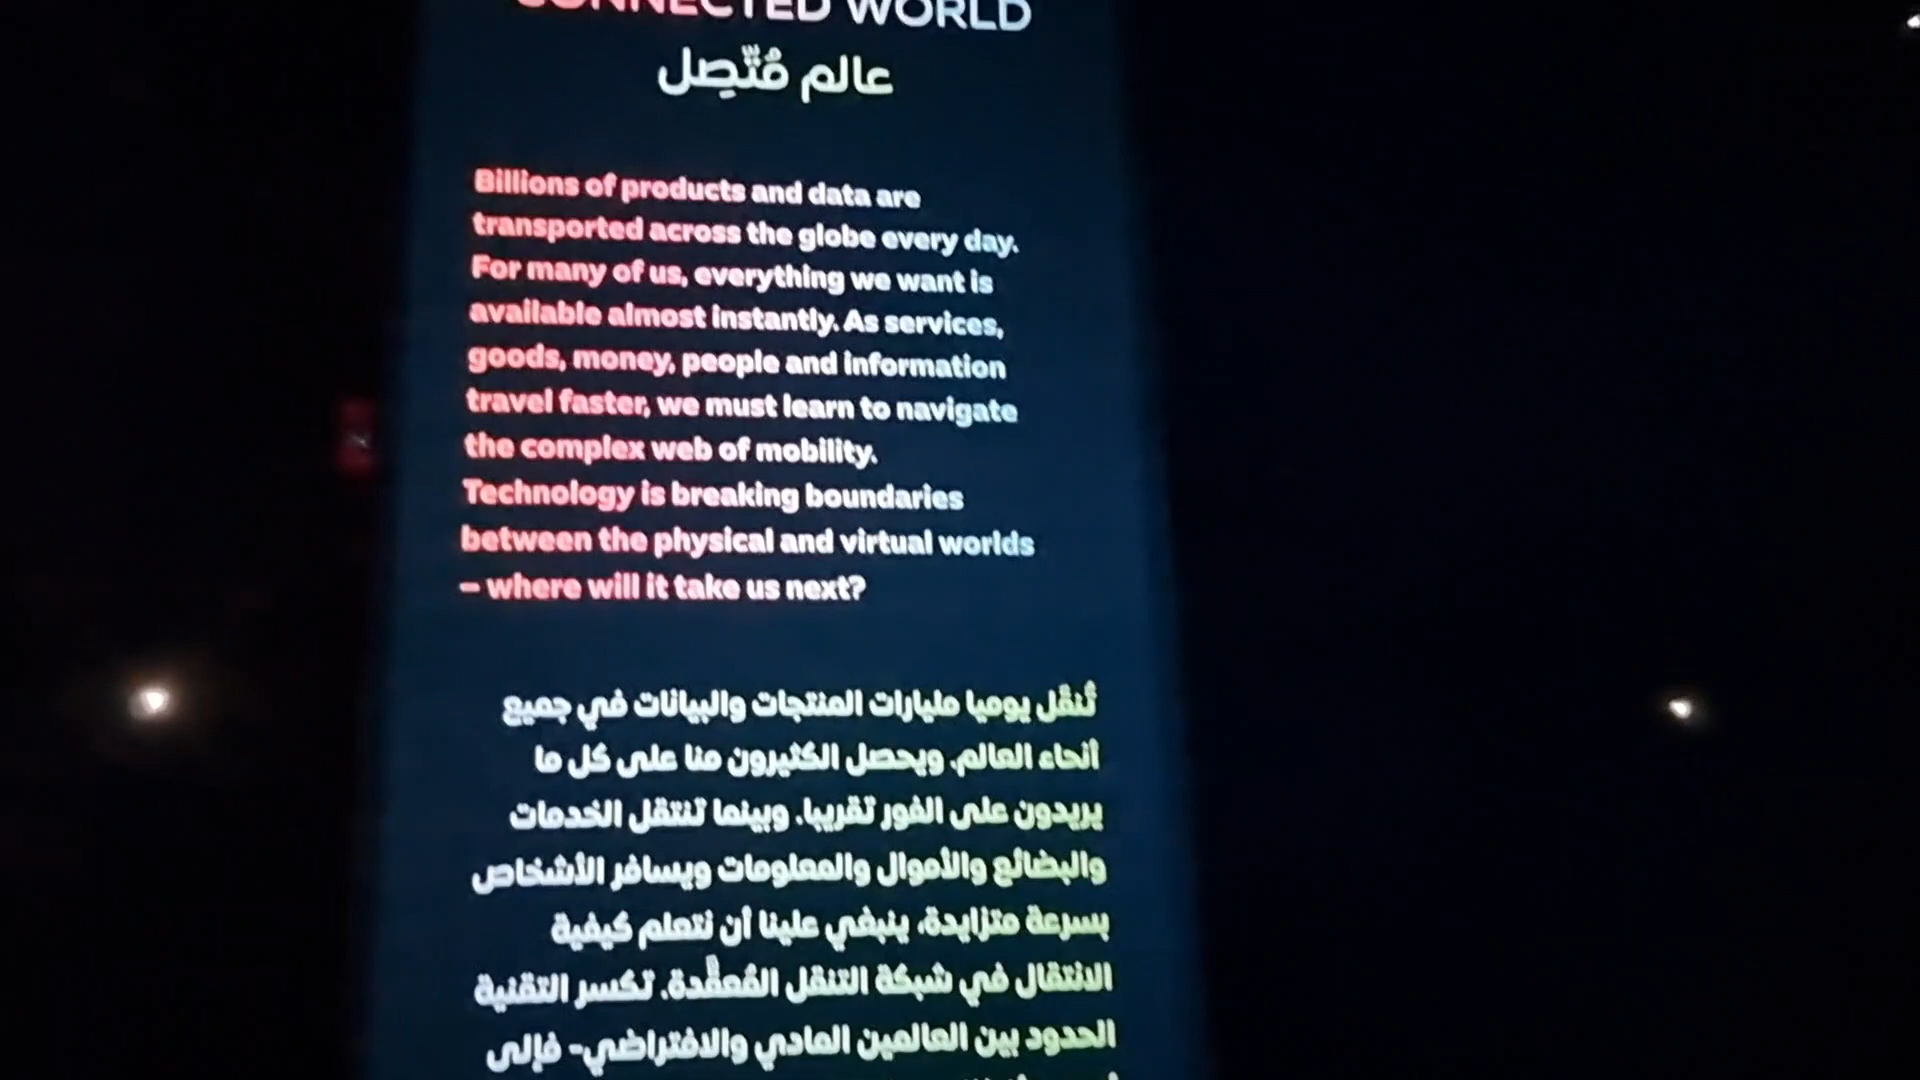 CONNECTED WORLD
عالم مُتَّصِل
Billions of products and data are
transported across the globe every day.
For many of us, everything we want is
available almost instantly. As services,
goods, money, people and information
travel faster, we must learn to navigate
the complex web of mobility.
Technology is breaking boundaries
between the physical and virtual worlds
– where will it take us next?
تُنقَل يوميا مليارات المنتجات والبيانات في جميع
أنحاء العالم. ويحصل الكثيرون منا على كل ما
يريدون على الفور تقريبا. وبينما تنتقل الخدمات
والبضائع والأموال والمعلومات ويسافر الأشخاص
بسرعة متزايدة، ينبغي علينا أن نتعلم كيفية
الانتقال في شبكة التنقل المُعقَّدة. تكسر التقنية
الحدود بين العالمين المادي والافتراضي- فإلى